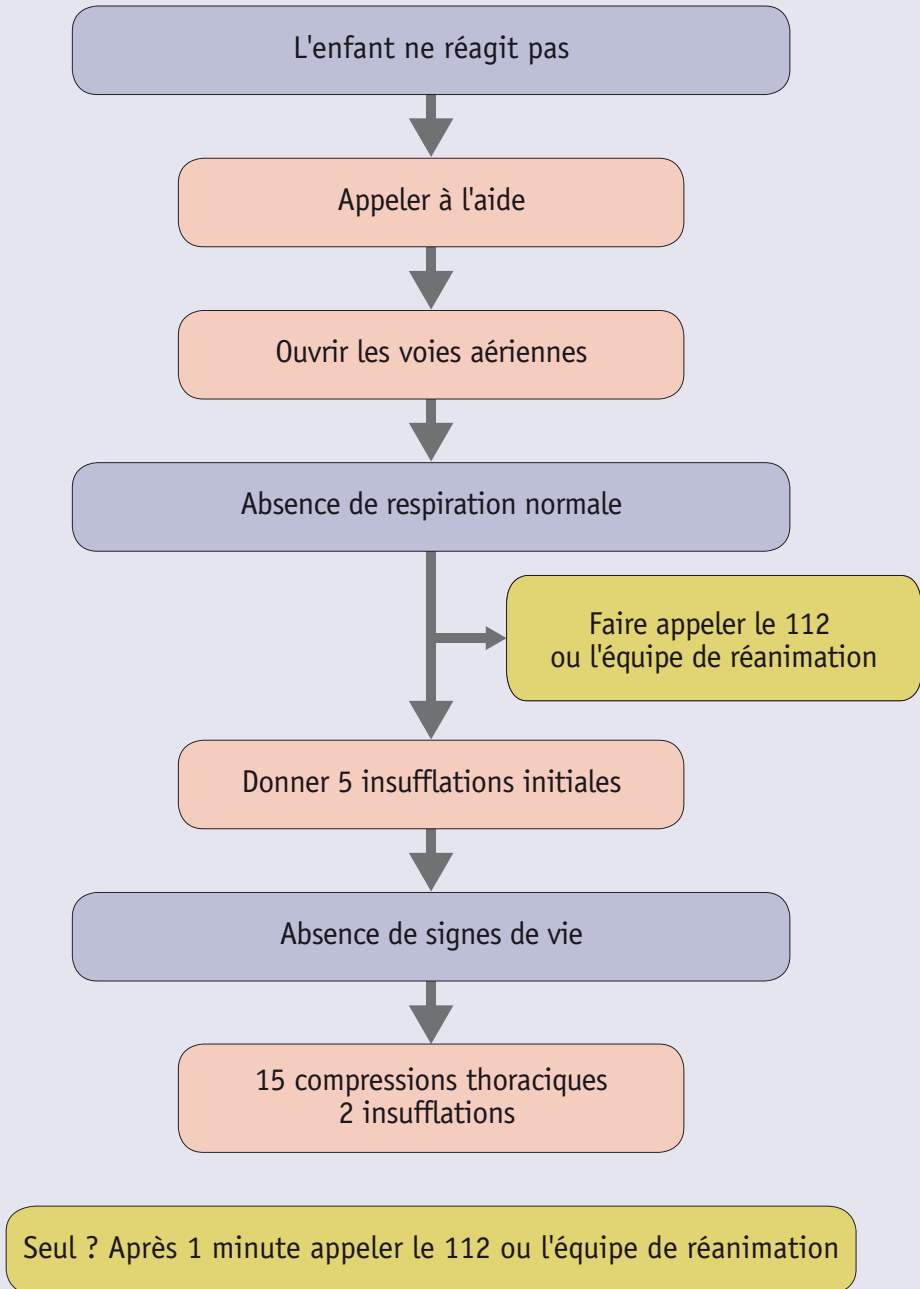 L'enfant ne réagit pas
Appeler à l'aide
Ouvrir les voies aériennes
Absence de respiration normale
Faire appeler le 112
ou l'équipe de réanimation
Donner 5 insufflations initiales
Absence de signes de vie
15 compressions thoraciques
2 insufflations
Seul ? Après 1 minute appeler le 112 ou l'équipe de réanimation